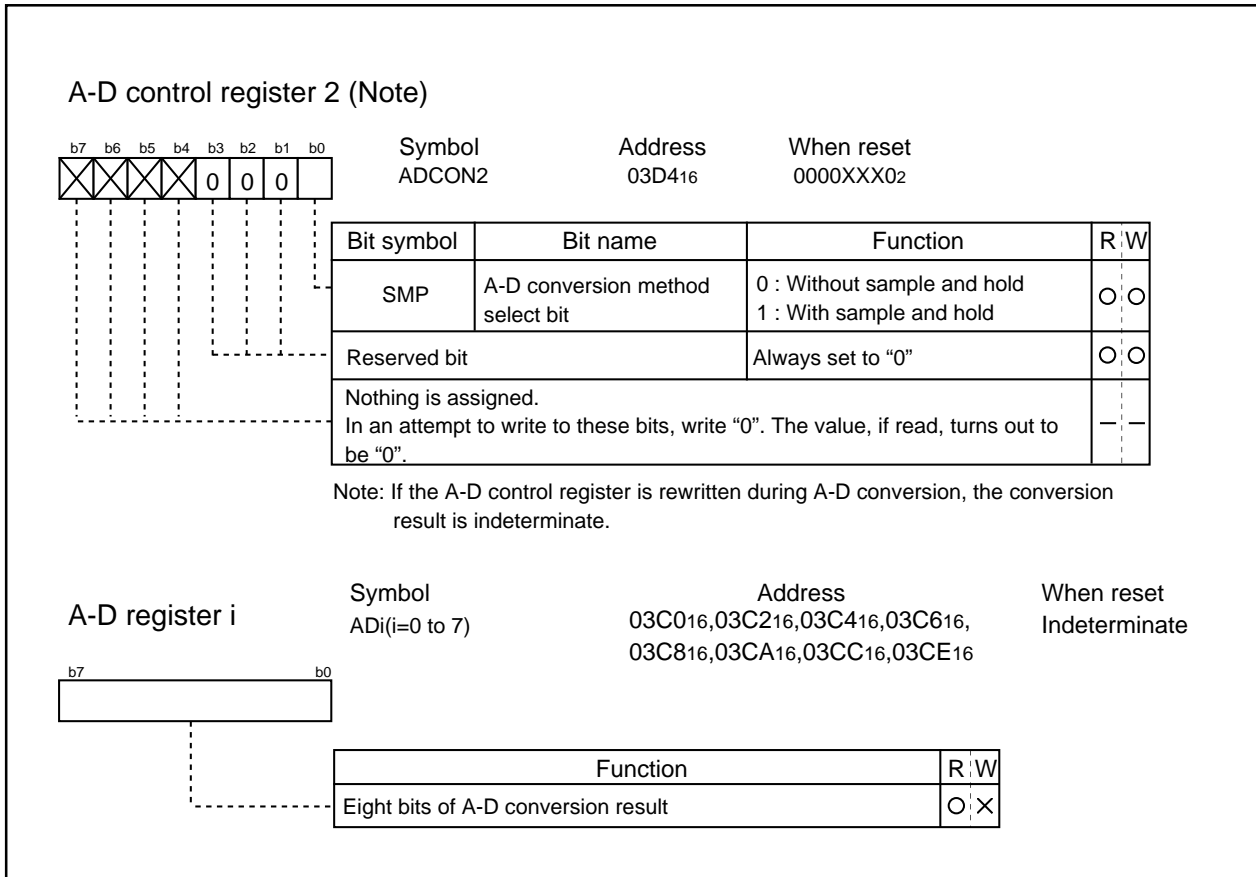 A-D control register 2 (Note)
b7 b6 b5 b4 b3 b2 b1 b0
0 0 0
Symbol Address When reset
ADCON2 03D416 0000XXX02
Bit symbol Bit name Function R W
SMP A-D conversion method select bit 0 : Without sample and hold
1 : With sample and hold
Reserved bit Always set to “0”
Nothing is assigned.
In an attempt to write to these bits, write “0”. The value, if read, turns out to
be “0”.
Note: If the A-D control register is rewritten during A-D conversion, the conversion
result is indeterminate.
A-D register i
Symbol Address When reset
ADi(i=0 to 7) 03C016,03C216,03C416,03C616, Indeterminate
03C816,03CA16,03CC16,03CE16
b7 b0
Function R W
Eight bits of A-D conversion result